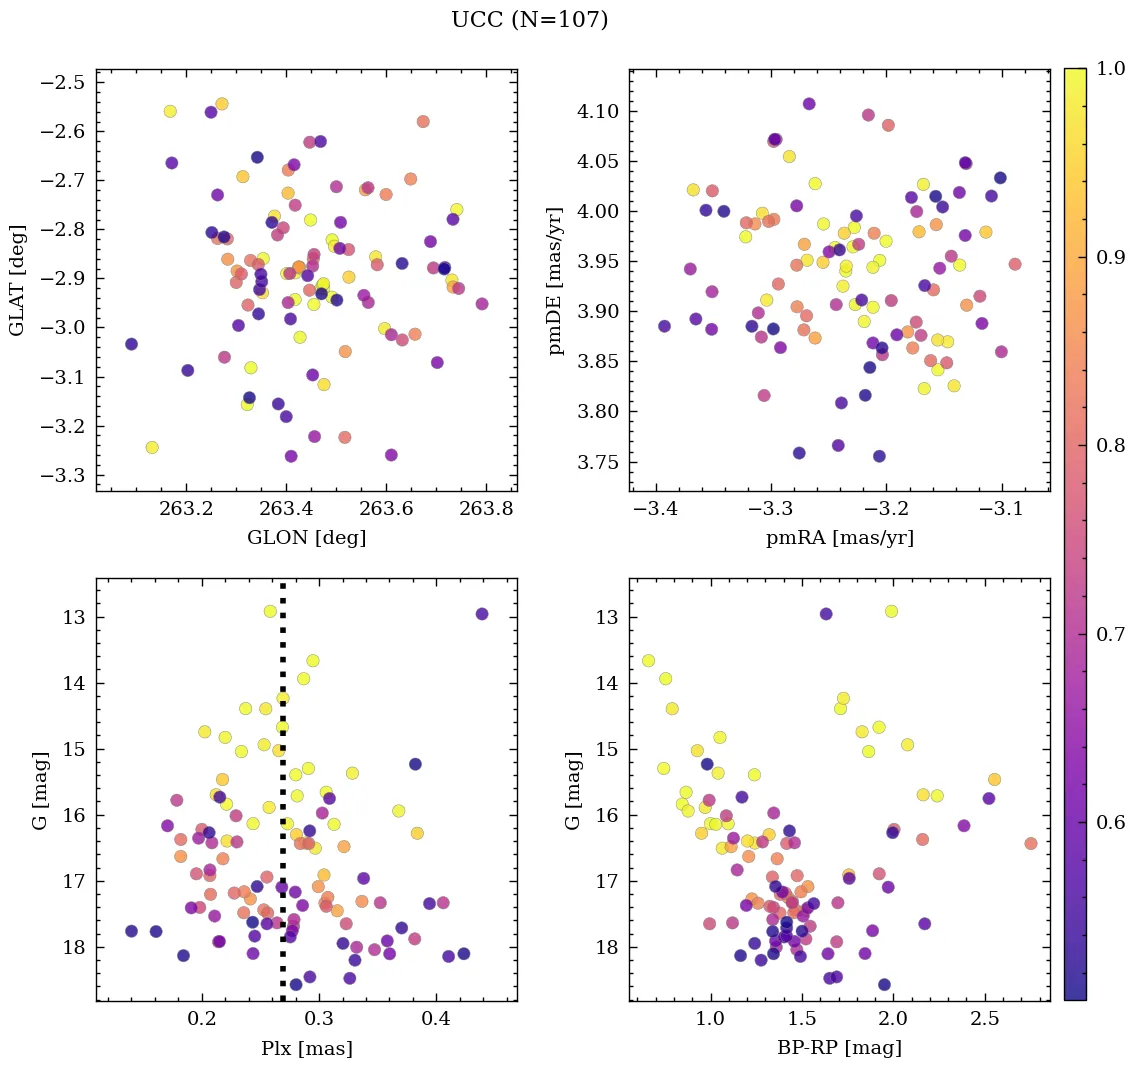 UCC (N=107)
−2.5
−2.6
−2.7
−2.8
−2.9
−3.0
−3.1
−3.2
−3.3
GLAT [deg]
263.2 263.4 263.6 263.8
GLON [deg]
4.10
4.05
4.00
3.95
3.90
3.85
3.80
3.75
pmDE [mas/yr]
−3.4 −3.3 −3.2 −3.1
pmRA [mas/yr]
1.0
0.9
0.8
0.7
0.6
13
14
15
16
17
18
G [mag]
0.2 0.3 0.4
Plx [mas]
13
14
15
16
17
18
G [mag]
1.0 1.5 2.0 2.5
BP-RP [mag]